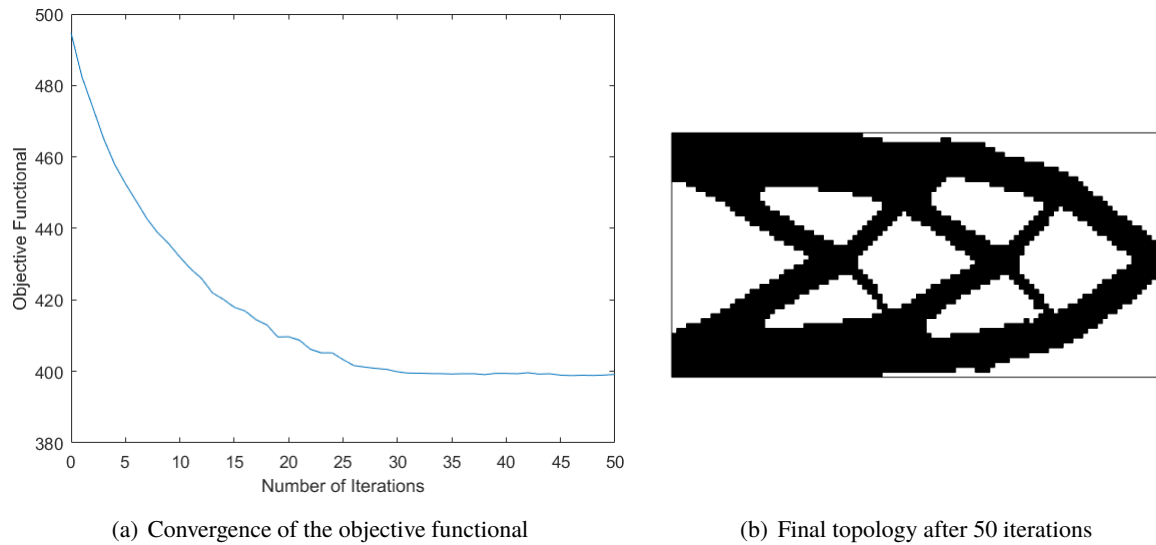 500
480
460
440
420
400
380
Objective Functional
0 5 10 15 20 25 30 35 40 45 50
Number of Iterations
(a) Convergence of the objective functional
(b) Final topology after 50 iterations